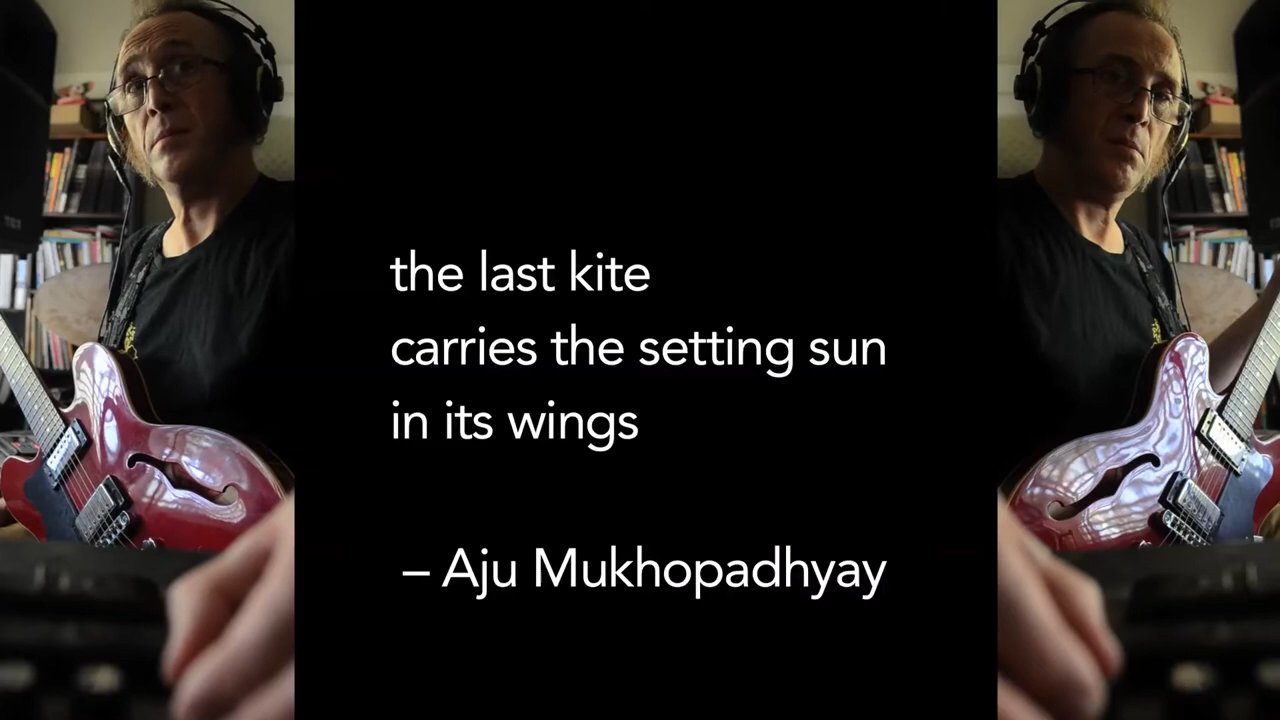 the last kite
carries the setting sun
in its wings
– Aju Mukhopadhyay